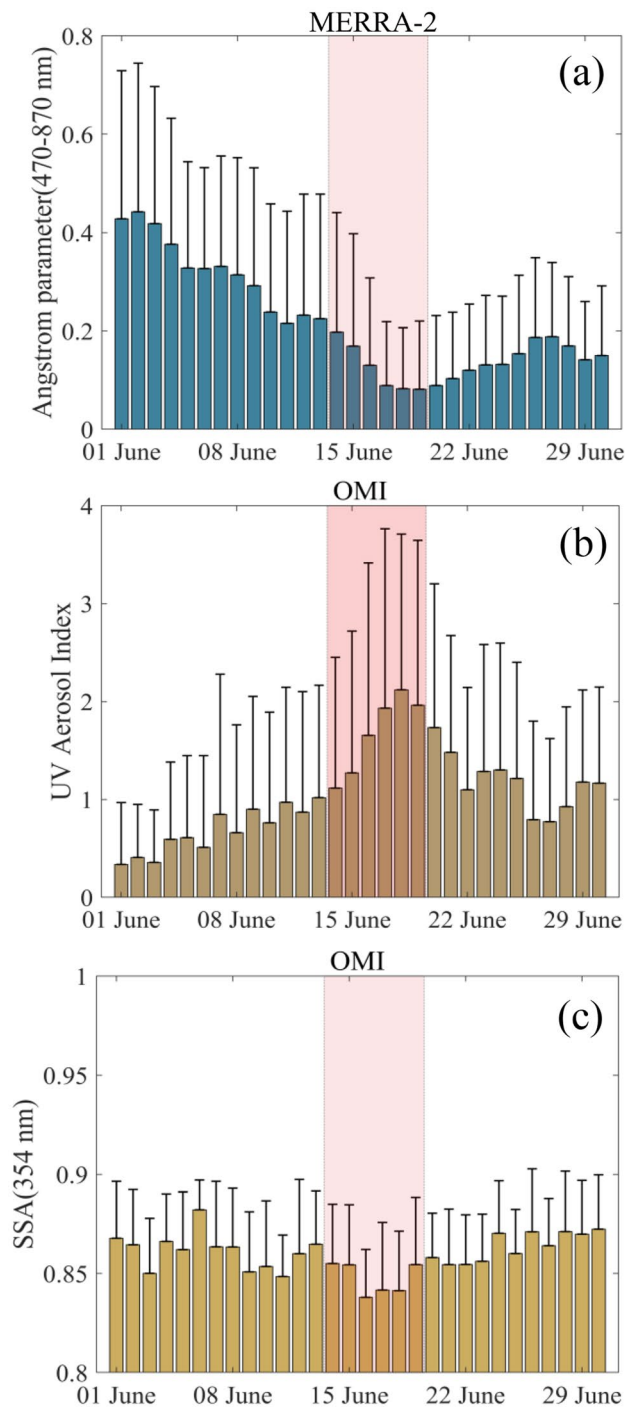 MERRA-2
(a)
Angstrom parameter(470-870 nm)
0.8
0.6
0.4
0.2
0
01 June 08 June 15 June 22 June 29 June
OMI
(b)
UV Aerosol Index
4
3
2
1
0
01 June 08 June 15 June 22 June 29 June
OMI
(c)
SSA(354 nm)
1
0.95
0.9
0.85
0.8
01 June 08 June 15 June 22 June 29 June